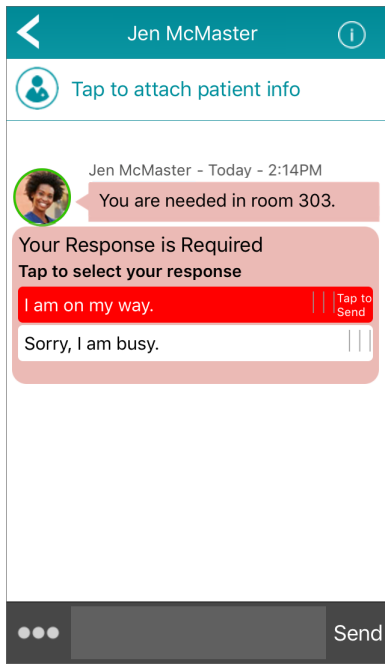 Jen McMaster
Tap to attach patient info
Jen McMaster - Today - 2:14PM
You are needed in room 303.
Your Response is Required
Tap to select your response
I am on my way.
Tap to
Send
Sorry, I am busy.
Send